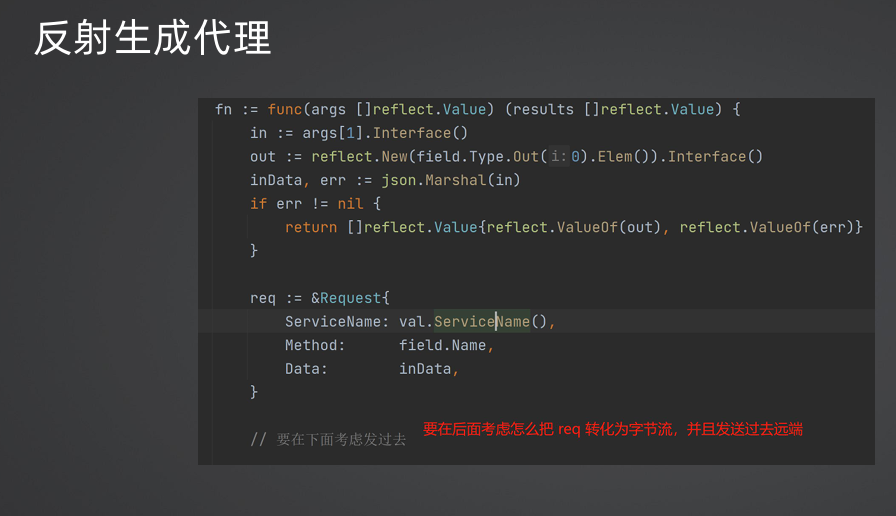 反射生成代理
fn := func(args []reflect.Value) (results []reflect.Value) {
in := args[1].Interface()
out := reflect.New(field.Type.Out( i: 0).Elem()).Interface()
inData, err := json.Marshal(in)
if err != nil {
return []reflect.Value{reflect.ValueOf(out), reflect.ValueOf(err)}
}
req := &Request{
ServiceName: val.ServiceName(),
Method: field.Name,
Data: inData,
}
// 要在下面考虑发过去
要在后面考虑怎么把 req 转化为字节流，并且发送过去远端